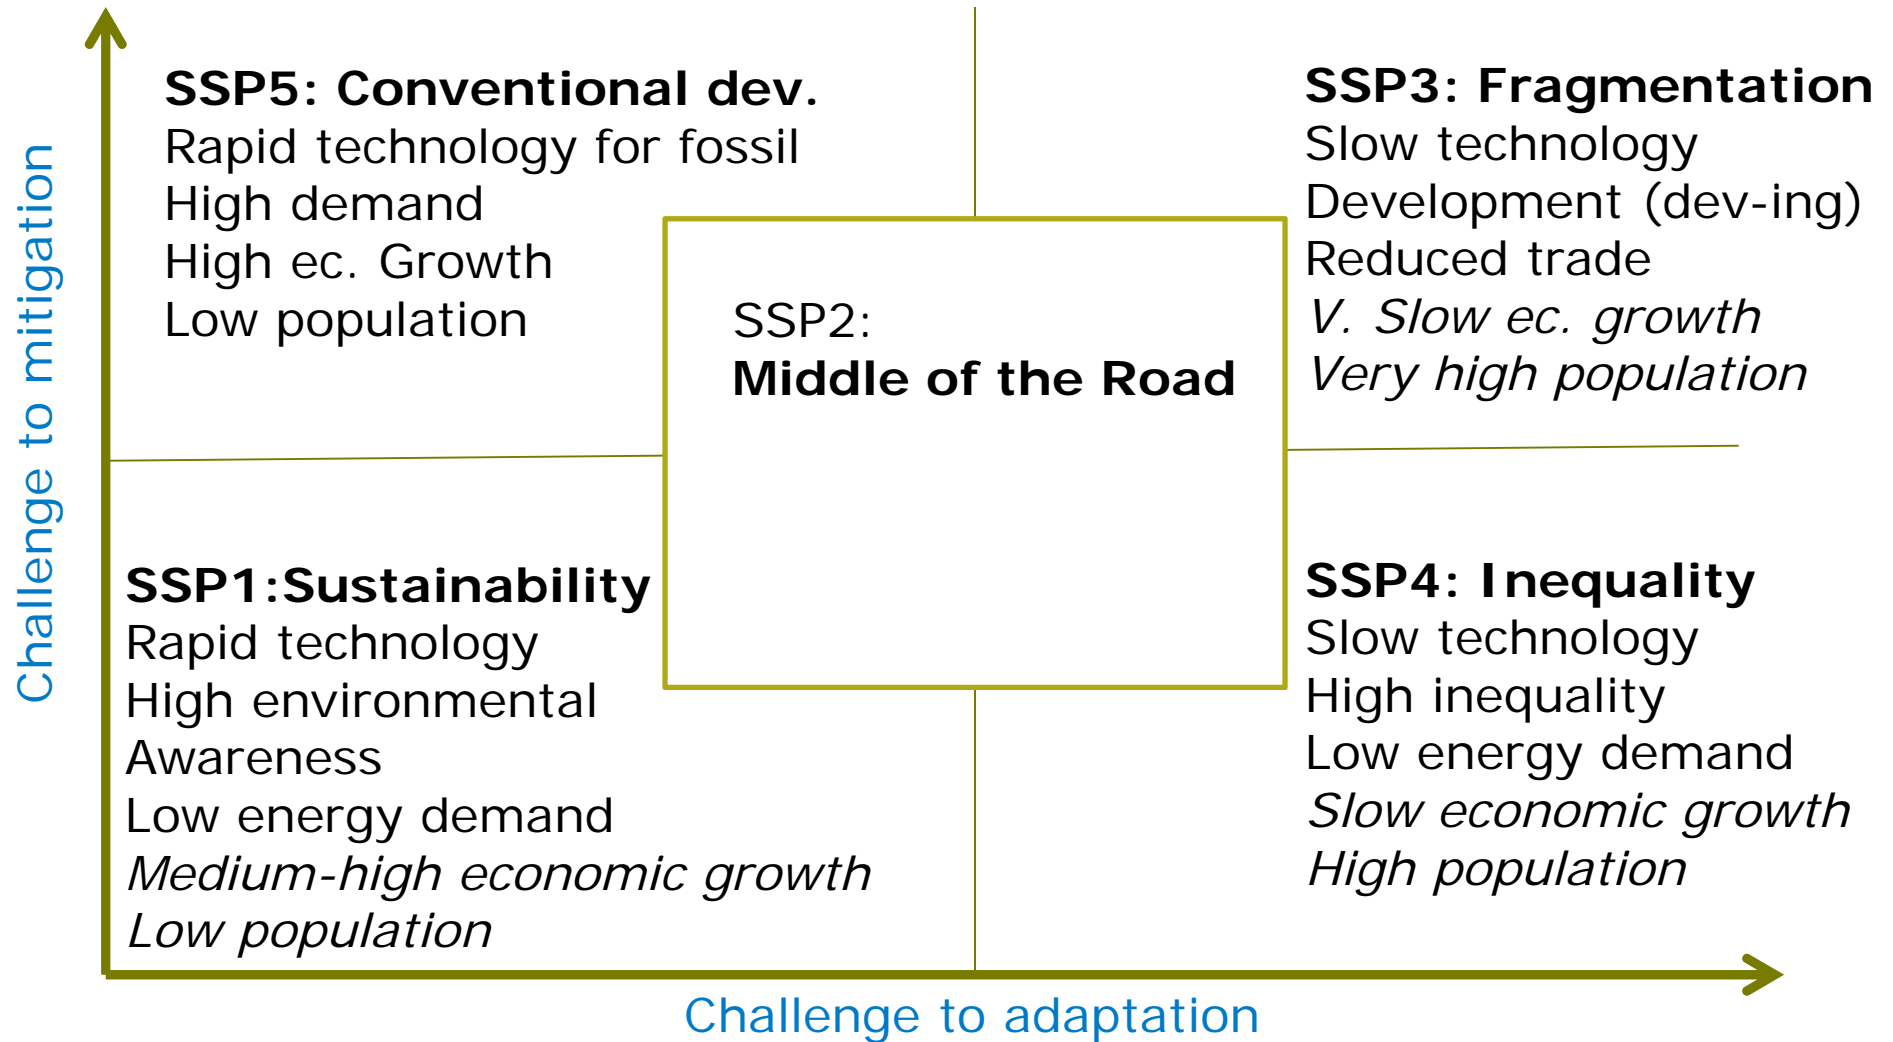 Challenge to mitigation
SSP5: Conventional dev.
Rapid technology for fossil
High demand
High ec. Growth
Low population
SSP3: Fragmentation
Slow technology
Development (dev-ing)
Reduced trade
V. Slow ec. growth
Very high population
SSP2:
Middle of the Road
SSP1:Sustainability
Rapid technology
High environmental
Awareness
Low energy demand
Medium-high economic growth
Low population
SSP4: Inequality
Slow technology
High inequality
Low energy demand
Slow economic growth
High population
Challenge to adaptation